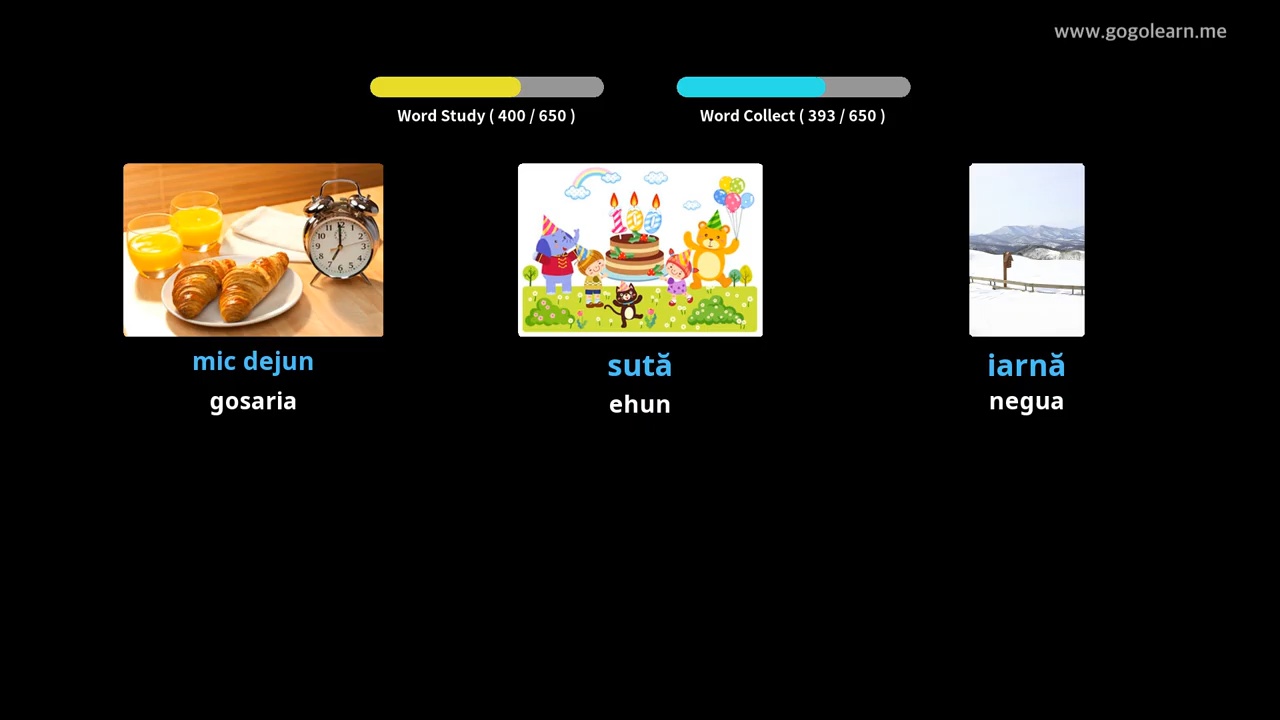 www.gogolearn.me
Word Study ( 400 / 650 )
Word Collect ( 393 / 650 )
mic dejun
sută
iarnă
gosaria
ehun
negua